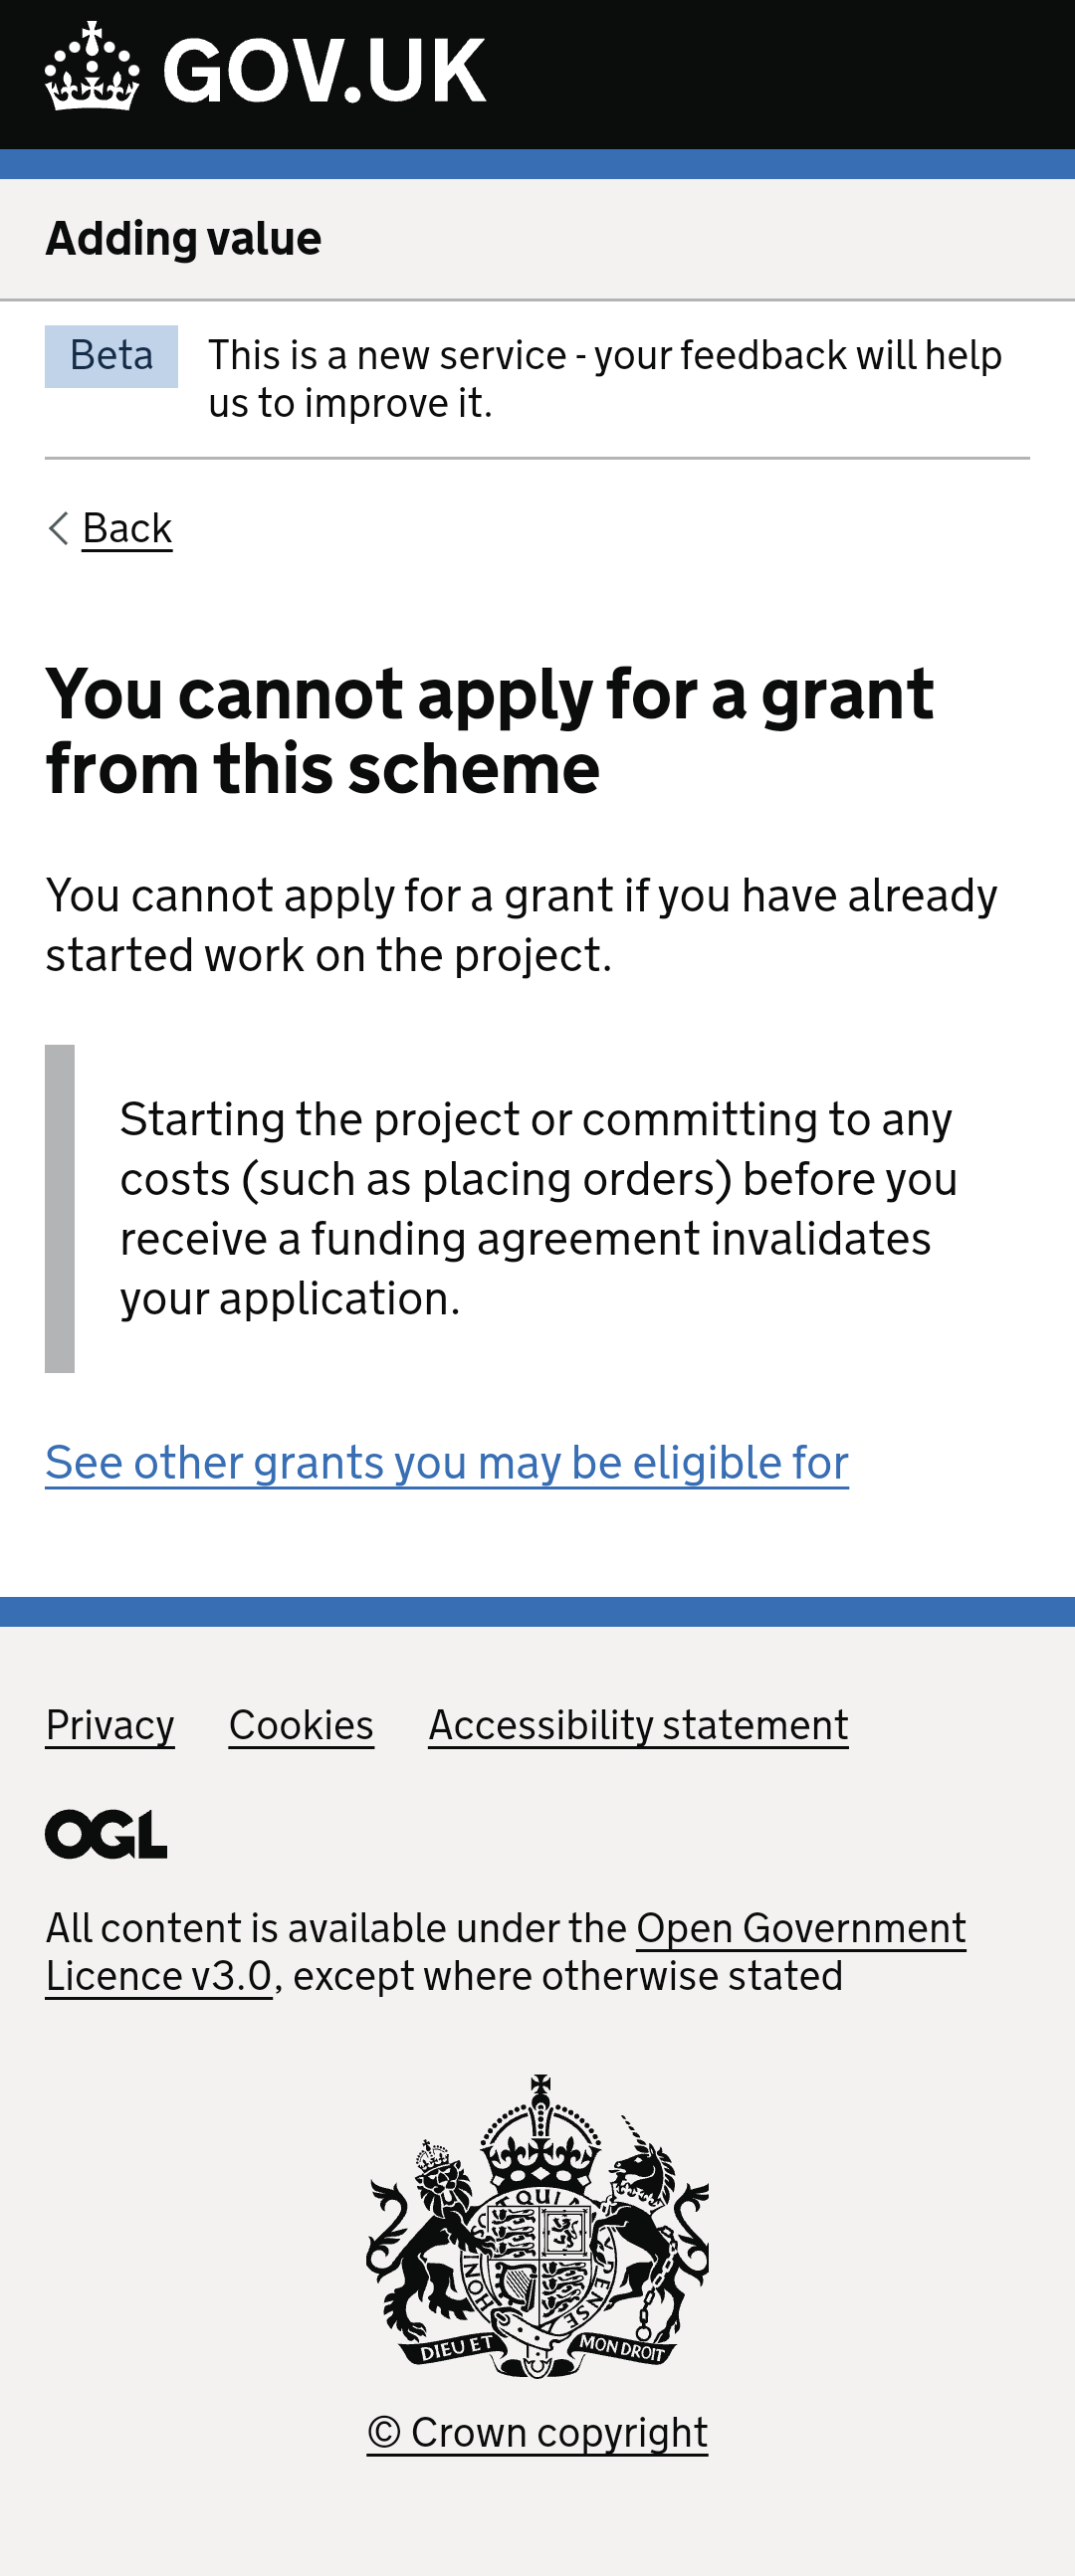 GOV.UK
Adding value
Beta
This is a new service - your feedback will help
us to improve it.
Back
You cannot apply for a grant
from this scheme
You cannot apply for a grant if you have already
started work on the project.
Starting the project or committing to any
costs (such as placing orders) before you
receive a funding agreement invalidates
your application.
See other grants you may be eligible for
Privacy Cookies Accessibility statement
OGL
All content is available under the Open Government
Licence v3.0, except where otherwise stated
QUI
HONI
PENSE
DIEU ET MON DROIT
© Crown copyright